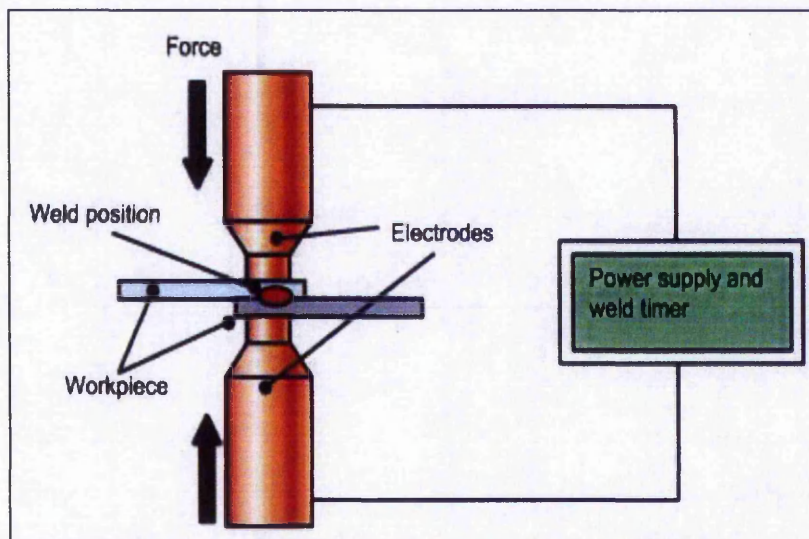 Force
Weld position
Electrodes
Power supply and
weld timer
Workpiece